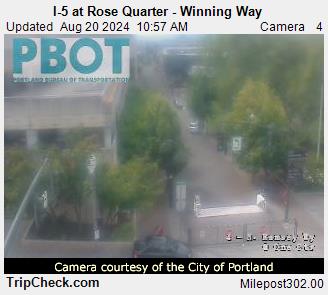 I-5 at Rose Quarter - Winning Way
Updated Aug 20 2024 10:57 AM Camera 4
PBOT
PORTLAND BUREAU OF TRANSPORTATION
Camera courtesy of the City of Portland
TripCheck.com Milepost302.00